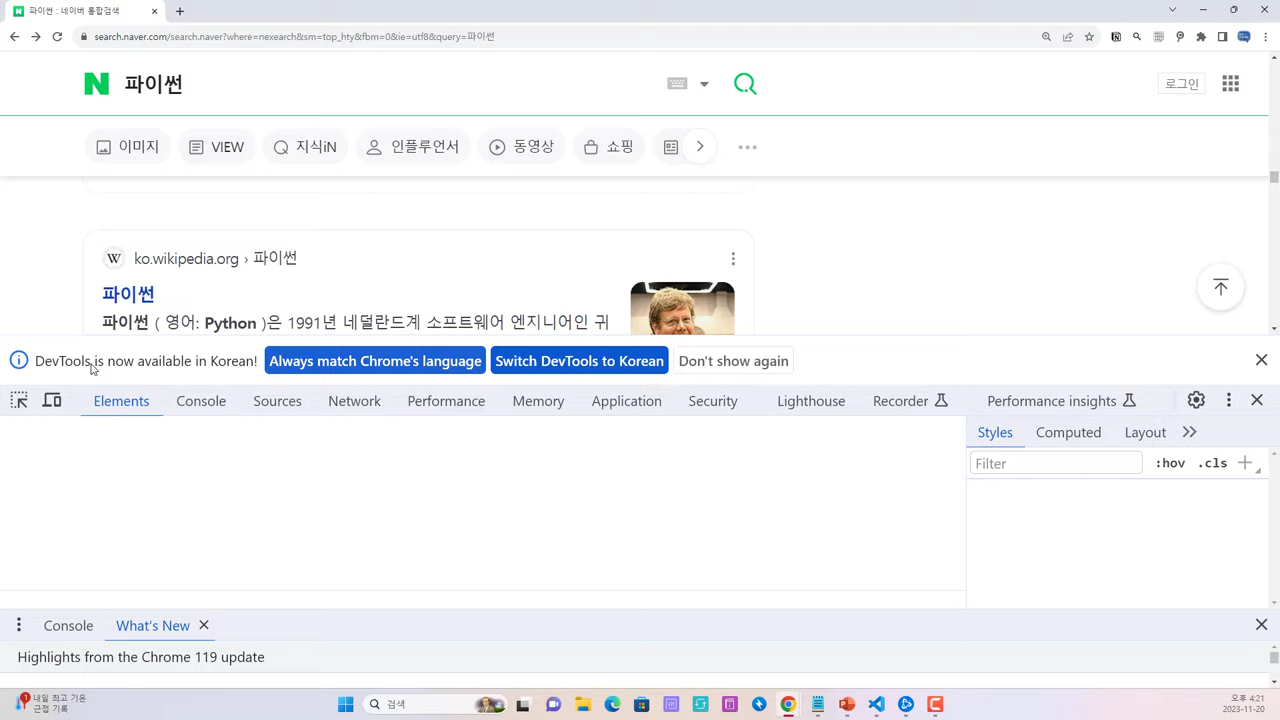 파이썬 : 네이버 통합검색
search.naver.com/search.naver?where=nexearch&sm=top_hty&fbm=0&ie=utf8&query=파이썬
N 파이썬
로그인
이미지 VIEW 지식iN 인플루언서 동영상 쇼핑
W ko.wikipedia.org › 파이썬
파이썬
파이썬 ( 영어: Python )은 1991년 네덜란드계 소프트웨어 엔지니어인 귀
DevTools is now available in Korean! Always match Chrome's language Switch DevTools to Korean Don't show again
Elements Console Sources Network Performance Memory Application Security Lighthouse Recorder Performance insights
Styles Computed Layout
Filter :hov .cls
Console What's New
Highlights from the Chrome 119 update
내일 최고 기온
근접 기록
검색
오후 4:21
2023-11-20